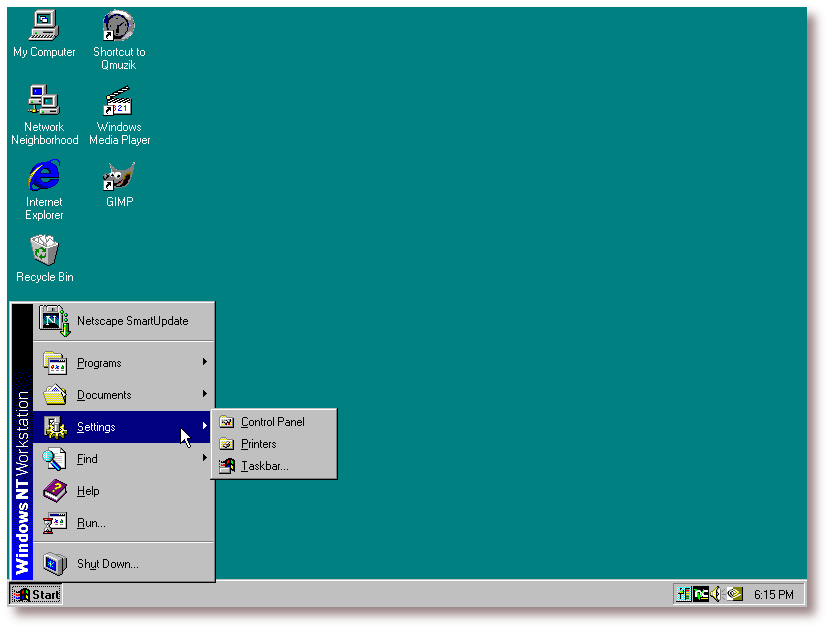 My Computer
Shortcut to
Qmuzik
Network
Neighborhood
Windows
Media Player
Internet
Explorer
GIMP
Recycle Bin
Windows NT Workstation
Netscape SmartUpdate
Programs
Documents
Settings
Find
Help
Run...
Shut Down...
Control Panel
Printers
Taskbar...
Start
6:15 PM